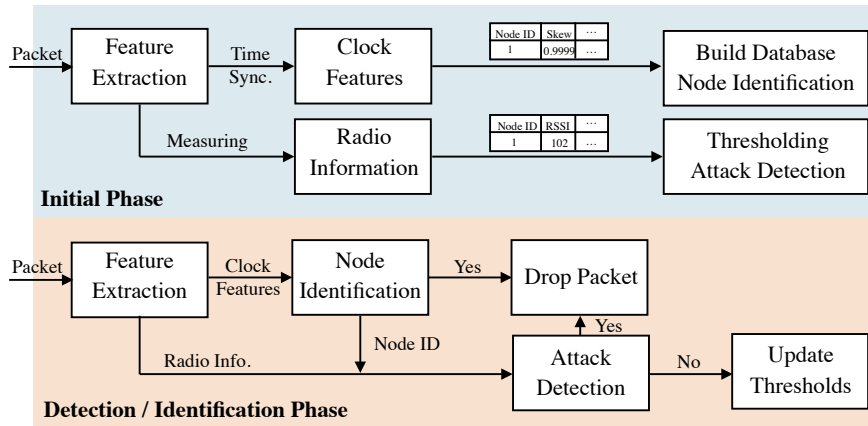 Packet
Feature
Extraction
Time
Sync.
Clock
Features
Node ID Skew ...
1 0.9999 ...
Build Database
Node Identification
Measuring
Radio
Information
Node ID RSSI ...
1 102 ...
Thresholding
Attack Detection
Initial Phase
Packet
Feature
Extraction
Clock
Features
Node
Identification
Yes
Drop Packet
Radio Info.
Node ID
Yes
Attack
Detection
No
Update
Thresholds
Detection / Identification Phase